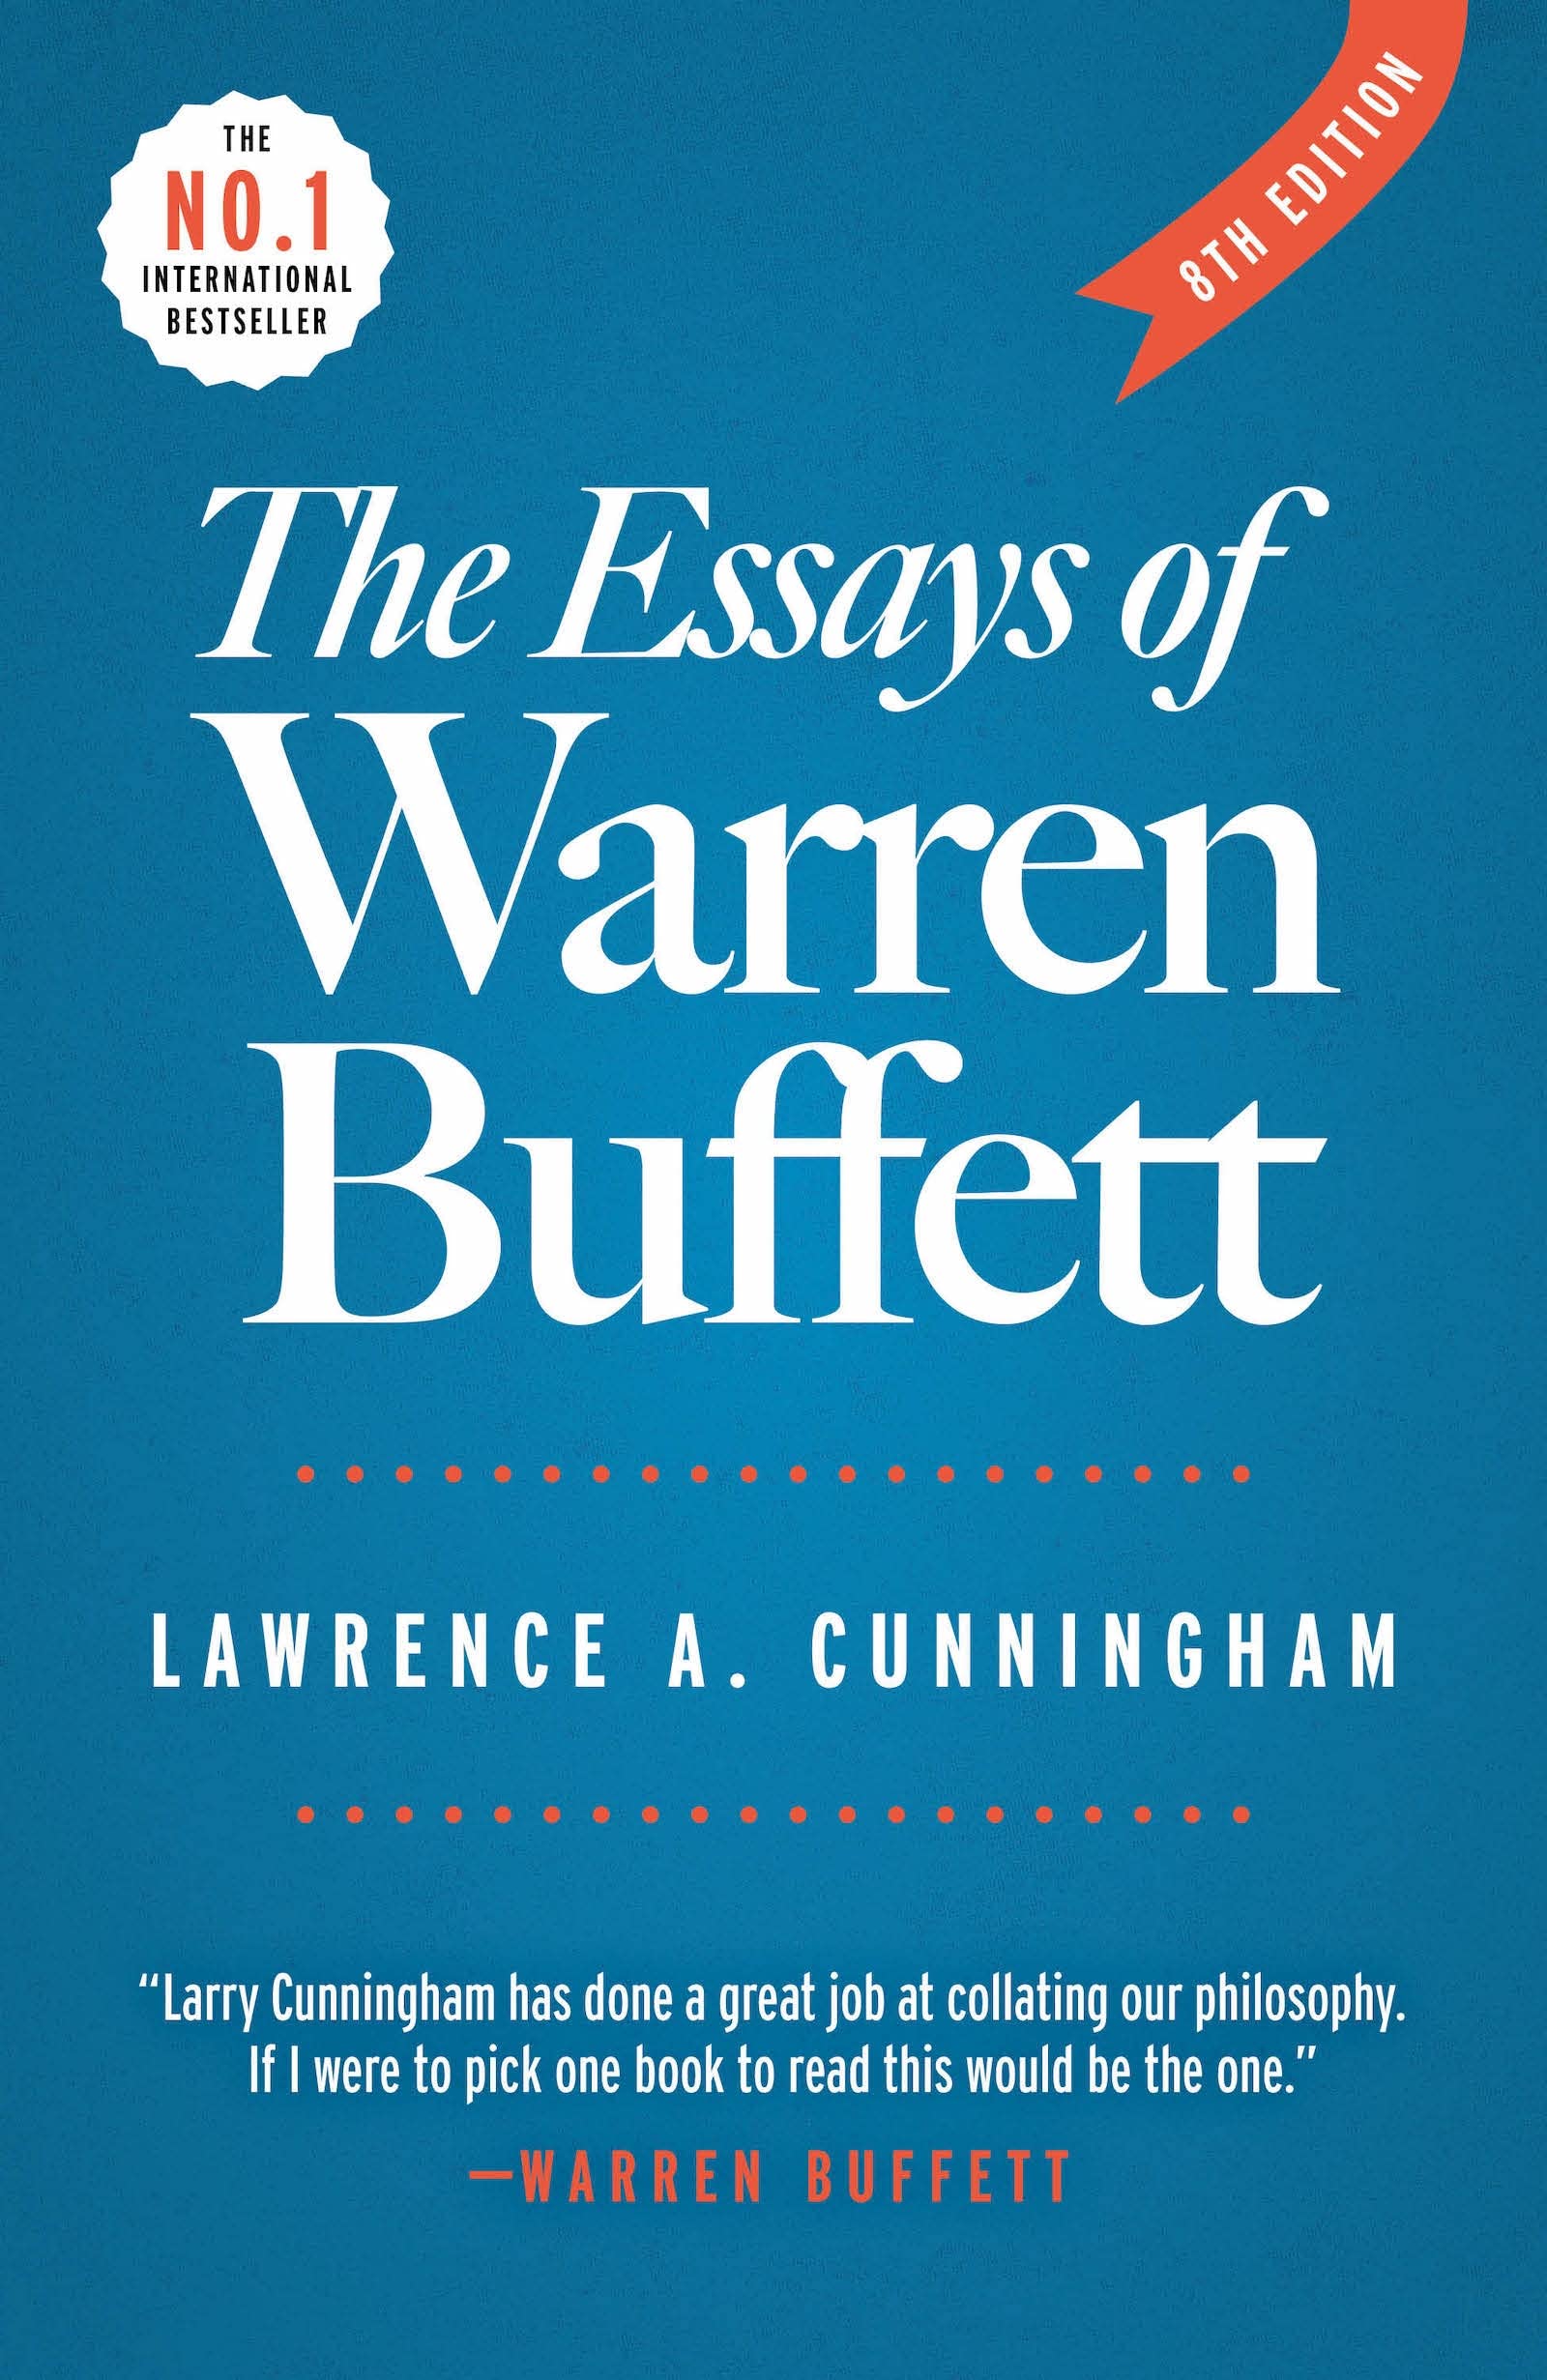 THE
NO.1
INTERNATIONAL
BESTSELLER
8TH EDITION
The Essays of
Warren
Buffett
LAWRENCE A. CUNNINGHAM
“Larry Cunningham has done a great job at collating our philosophy.
If I were to pick one book to read this would be the one.”
—WARREN BUFFETT